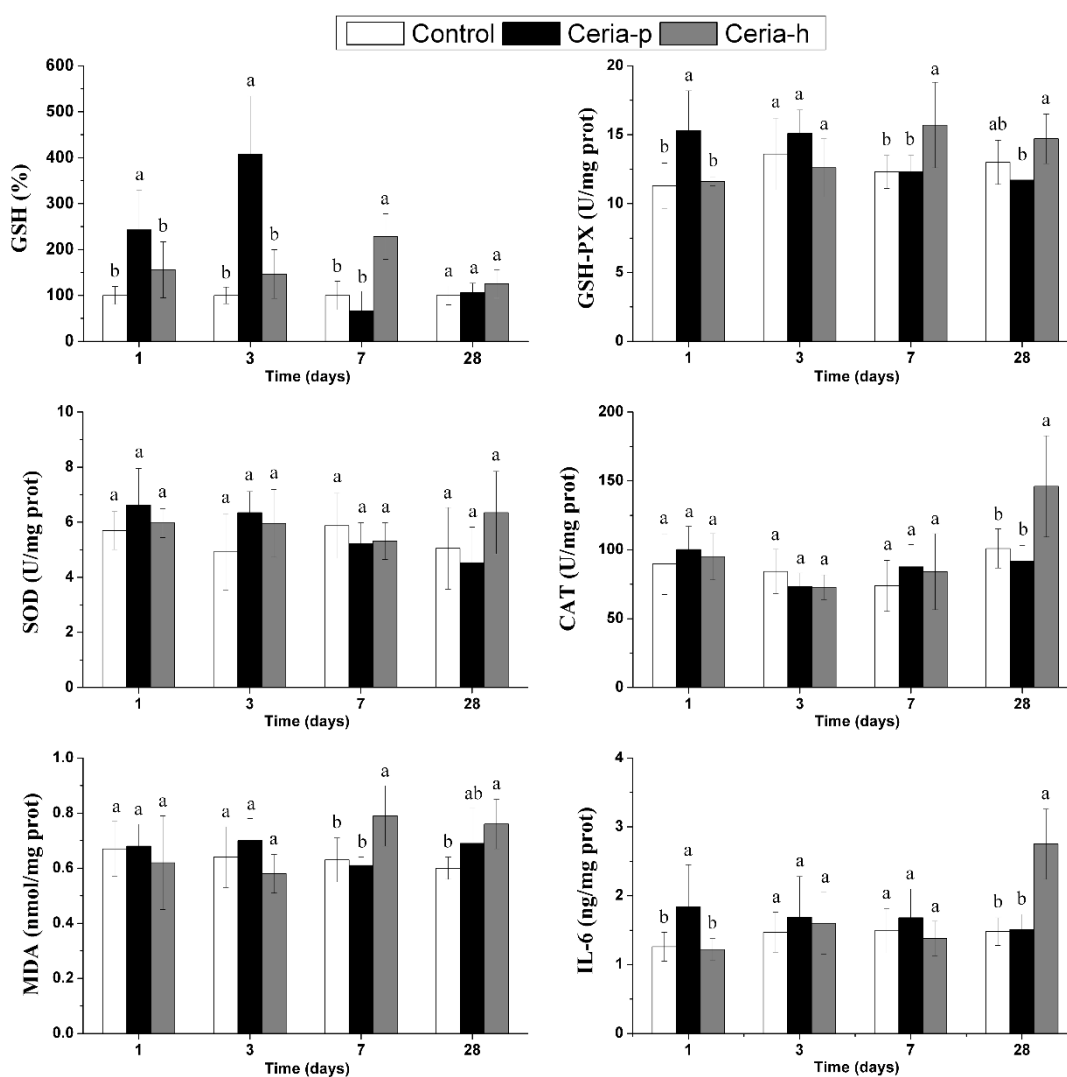 Control Ceria-p Ceria-h
GSH (%)
600
500
400
300
200
100
0
b a b
b a b
b b a
a a a
1 3 7 28
Time (days)
GSH-PX (U/mg prot)
20
15
10
5
0
b a b
a a a
b b a
ab b a
1 3 7 28
Time (days)
SOD (U/mg prot)
10
8
6
4
2
0
a a a
a a a
a a a
a a a
1 3 7 28
Time (days)
CAT (U/mg prot)
200
150
100
50
0
a a a
a a a
a a a
b b a
1 3 7 28
Time (days)
MDA (nmol/mg prot)
1.0
0.8
0.6
0.4
0.2
0.0
a a a
a a a
b b a
b ab a
1 3 7 28
Time (days)
IL-6 (ng/mg prot)
4
3
2
1
0
b a b
a a a
a a a
b b a
1 3 7 28
Time (days)